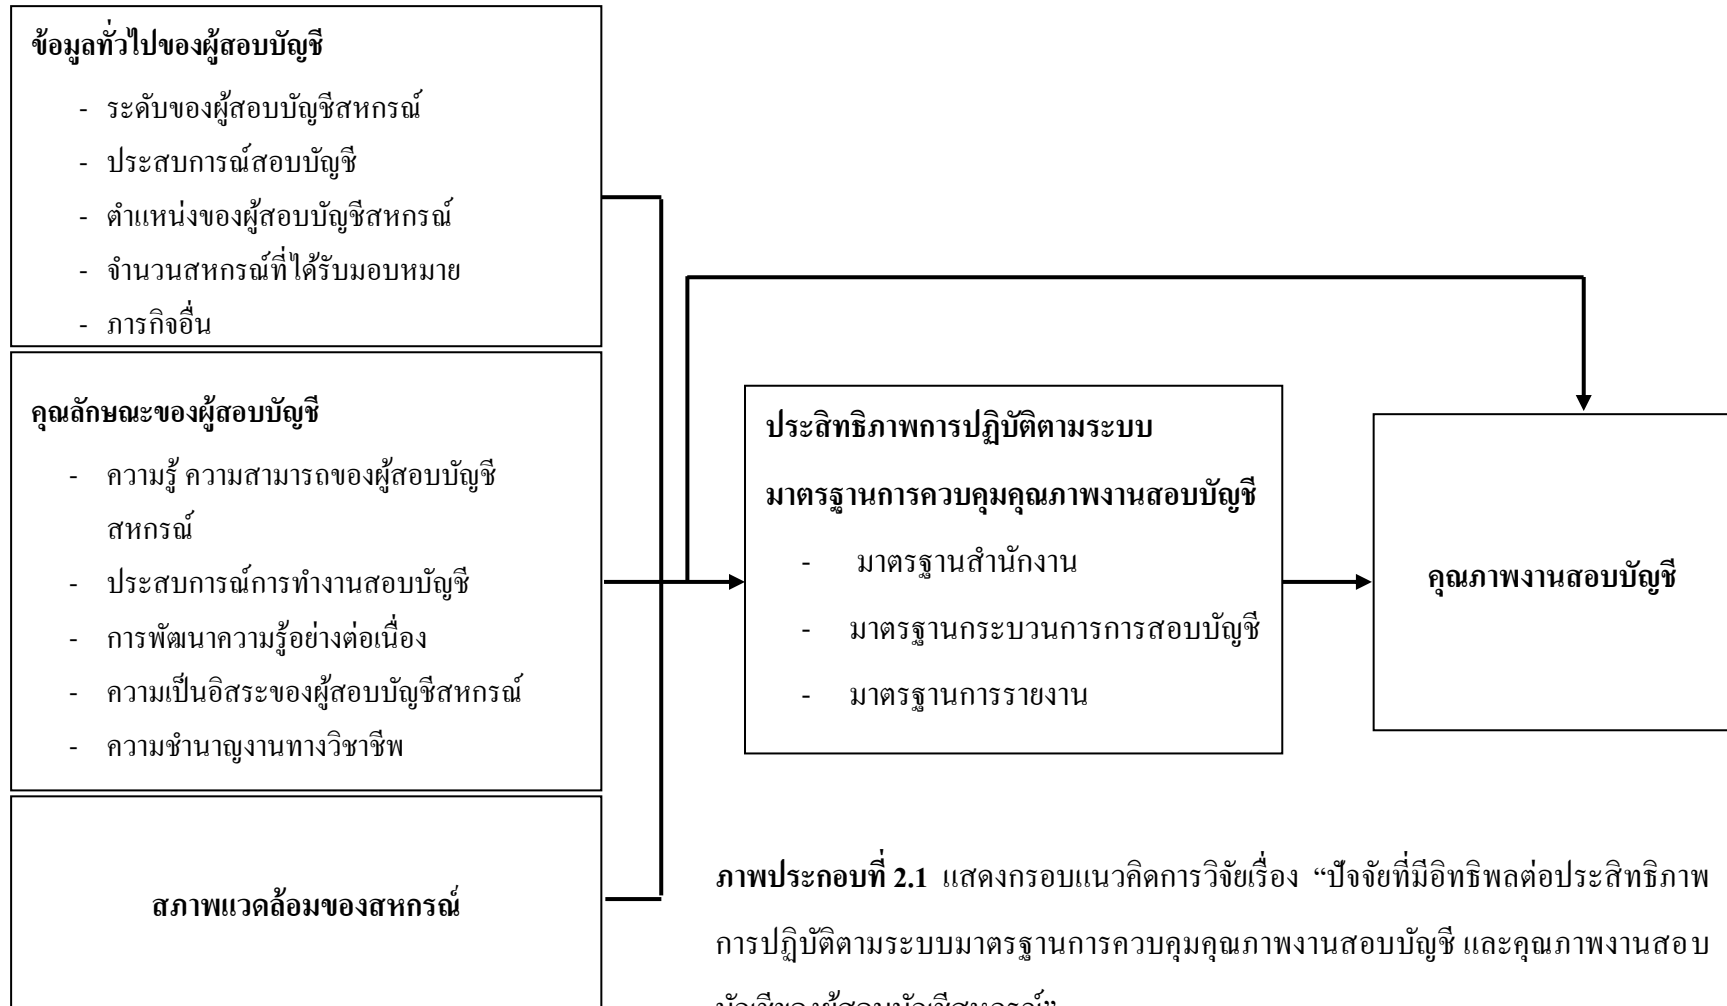 ข้อมูลทั่วไปของผู้สอบบัญชี
- ระดับของผู้สอบบัญชีสหกรณ์
- ประสบการณ์สอบบัญชี
- ตำแหน่งของผู้สอบบัญชีสหกรณ์
- จำนวนสหกรณ์ที่ได้รับมอบหมาย
- ภารกิจอื่น
คุณลักษณะของผู้สอบบัญชี
- ความรู้ ความสามารถของผู้สอบบัญชี
สหกรณ์
- ประสบการณ์การทำงานสอบบัญชี
- การพัฒนาความรู้อย่างต่อเนื่อง
- ความเป็นอิสระของผู้สอบบัญชีสหกรณ์
- ความชำนาญงานทางวิชาชีพ
สภาพแวดล้อมของสหกรณ์
ประสิทธิภาพการปฏิบัติตามระบบ
มาตรฐานการควบคุมคุณภาพงานสอบบัญชี
- มาตรฐานสำนักงาน
- มาตรฐานกระบวนการการสอบบัญชี
- มาตรฐานการรายงาน
คุณภาพงานสอบบัญชี
ภาพประกอบที่ 2.1 แสดงกรอบแนวคิดการวิจัยเรื่อง “ปัจจัยที่มีอิทธิพลต่อประสิทธิภาพ
การปฏิบัติตามระบบมาตรฐานการควบคุมคุณภาพงานสอบบัญชี และคุณภาพงานสอบ
บัญชีของผู้สอบบัญชีสหกรณ์”